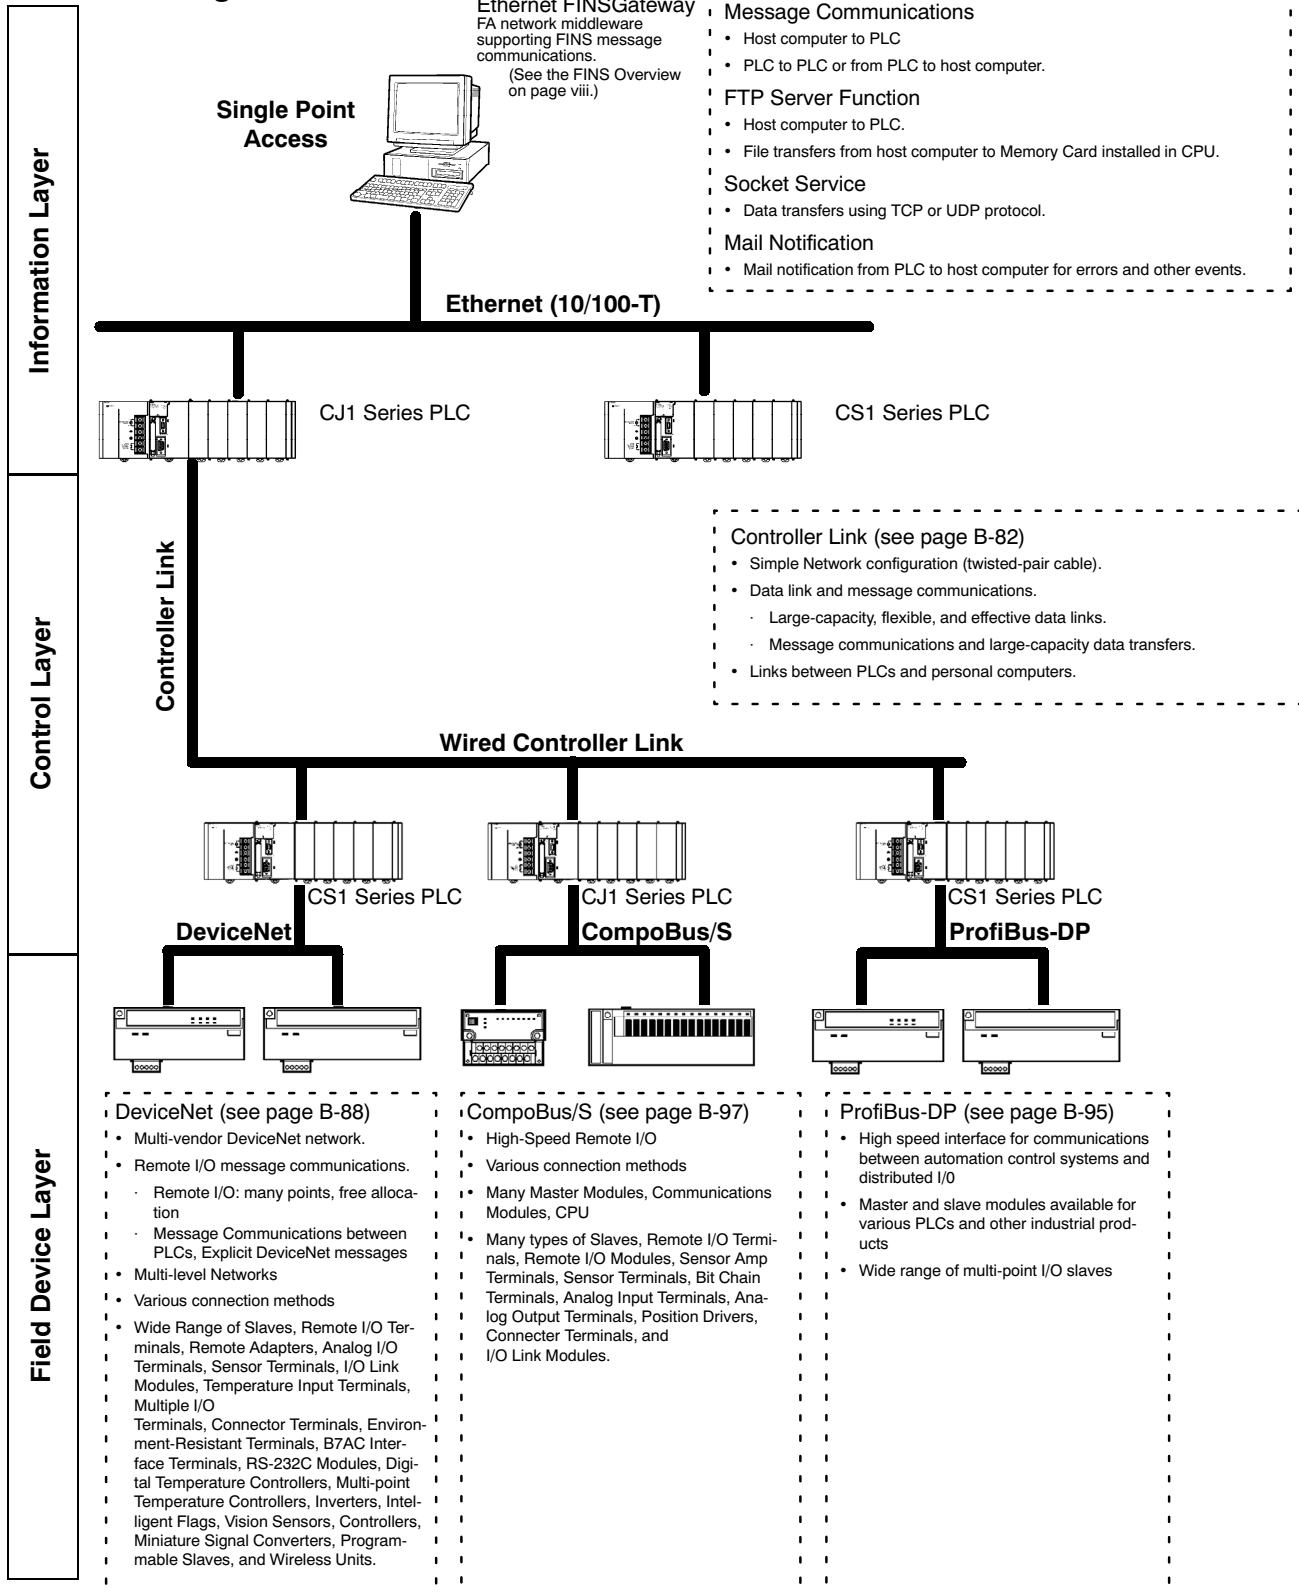 Ethernet FINSGateway
FA network middleware
supporting FINS message
communications.
(See the FINS Overview
on page viii.)
Single Point
Access
Message Communications
• Host computer to PLC
• PLC to PLC or from PLC to host computer.
FTP Server Function
• Host computer to PLC.
• File transfers from host computer to Memory Card installed in CPU.
Socket Service
• Data transfers using TCP or UDP protocol.
Mail Notification
• Mail notification from PLC to host computer for errors and other events.
Information Layer
Ethernet (10/100-T)
CJ1 Series PLC
CS1 Series PLC
Control Layer
Controller Link
Controller Link (see page B-82)
• Simple Network configuration (twisted-pair cable).
• Data link and message communications.
· Large-capacity, flexible, and effective data links.
· Message communications and large-capacity data transfers.
• Links between PLCs and personal computers.
Wired Controller Link
CS1 Series PLC
CJ1 Series PLC
CS1 Series PLC
DeviceNet
CompoBus/S
ProfiBus-DP
Field Device Layer
DeviceNet (see page B-88)
• Multi-vendor DeviceNet network.
• Remote I/O message communications.
· Remote I/O: many points, free alloca-
tion
· Message Communications between
PLCs, Explicit DeviceNet messages
• Multi-level Networks
• Various connection methods
• Wide Range of Slaves, Remote I/O Ter-
minals, Remote Adapters, Analog I/O
Terminals, Sensor Terminals, I/O Link
Modules, Temperature Input Terminals,
Multiple I/O
Terminals, Connector Terminals, Environ-
ment-Resistant Terminals, B7AC Inter-
face Terminals, RS-232C Modules, Digi-
tal Temperature Controllers, Multi-point
Temperature Controllers, Inverters, Intel-
ligent Flags, Vision Sensors, Controllers,
Miniature Signal Converters, Program-
mable Slaves, and Wireless Units.
CompoBus/S (see page B-97)
• High-Speed Remote I/O
• Various connection methods
• Many Master Modules, Communications
Modules, CPU
• Many types of Slaves, Remote I/O Termi-
nals, Remote I/O Modules, Sensor Amp
Terminals, Sensor Terminals, Bit Chain
Terminals, Analog Input Terminals, Ana-
log Output Terminals, Position Drivers,
Connecter Terminals, and
I/O Link Modules.
ProfiBus-DP (see page B-95)
• High speed interface for communications
between automation control systems and
distributed I/0
• Master and slave modules available for
various PLCs and other industrial prod-
ucts
• Wide range of multi-point I/O slaves